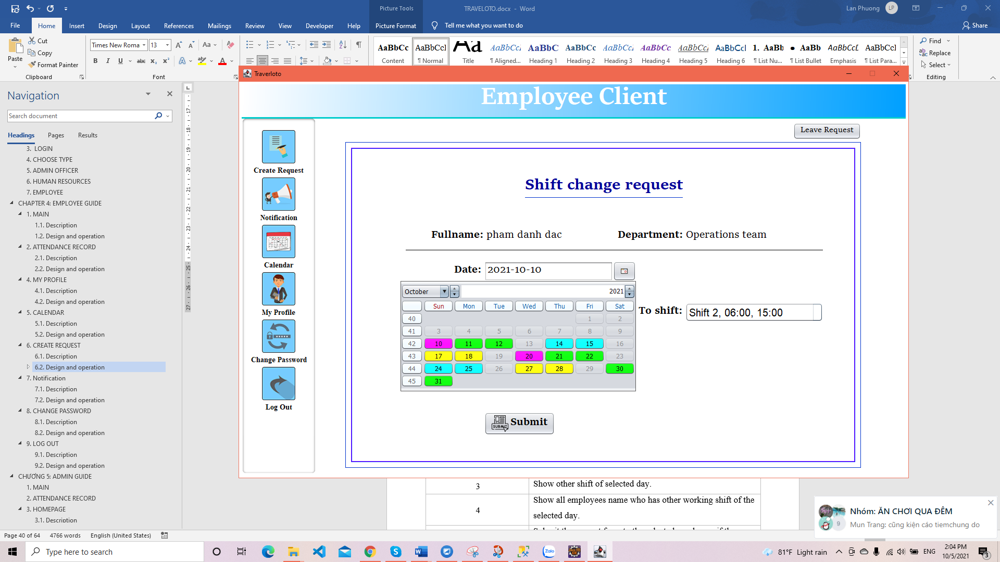 Picture Tools
TRAVELOTO.docx - Word
Lan Phuong
LP
File
Home
Insert
Design
Layout
References
Mailings
Review
View
Developer
Help
Picture Format
Tell me what you want to do
Share
Paste
Cut
Copy
Format Painter
Clipboard
Times New Roma
13
Font
AaBbCc
Content
AaBbCcI
¶ Normal
Aa
Title
AaBbCcI
¶ Aligned...
AaBbC
Heading 1
AaBbCc
Heading 2
AaBbCcI
Heading 3
AaBbCc
Heading 4
AaBbCcI
Heading 5
AaBbCcI
Heading 6
1. AaBb
¶ List Nu...
• AaBb
¶ List Bullet
AaBbCcL
Emphasis
AaBbCcI
¶ List Para...
Find
Replace
Select
Editing
Navigation
Search document
Headings
Pages
Results
3. LOGIN
4. CHOOSE TYPE
5. ADMIN OFFICER
6. HUMAN RESOURCES
7. EMPLOYEE
CHAPTER 4: EMPLOYEE GUIDE
1. MAIN
1.1. Description
1.2. Design and operation
2. ATTENDANCE RECORD
2.1. Description
2.2. Design and operation
4. MY PROFILE
4.1. Description
4.2. Design and operation
5. CALENDAR
5.1. Description
5.2. Design and operation
6. CREATE REQUEST
6.1. Description
6.2. Design and operation
7. Notification
7.1. Description
7.2. Design and operation
8. CHANGE PASSWORD
8.1. Description
8.2. Design and operation
9. LOG OUT
9.1. Description
9.2. Design and operation
CHƯƠNG 5: ADMIN GUIDE
1. MAIN
2. ATTENDANCE RECORD
3. HOMEPAGE
3.1. Description
Traverloto
Employee Client
Create Request
Notification
Calendar
My Profile
Change Password
Log Out
Leave Request
Shift change request
Fullname: pham danh dac
Department: Operations team
Date: 2021-10-10
October
2021
Sun Mon Tue Wed Thu Fri Sat
40 1 2
41 3 4 5 6 7 8 9
42 10 11 12 13 14 15 16
43 17 18 19 20 21 22 23
44 24 25 26 27 28 29 30
45 31
To shift: Shift 2, 06:00, 15:00
SUBMIT
Submit
3
Show other shift of selected day.
4
Show all employees name who has other working shift of the
selected day.
Nhóm: ĂN CHƠI QUA ĐÊM
9
Mun Trang: cũng kiện cáo tiemchung do
Page 40 of 64
4766 words
English (United States)
Type here to search
Zalo
81°F Light rain
ENG
2:04 PM
10/5/2021
3